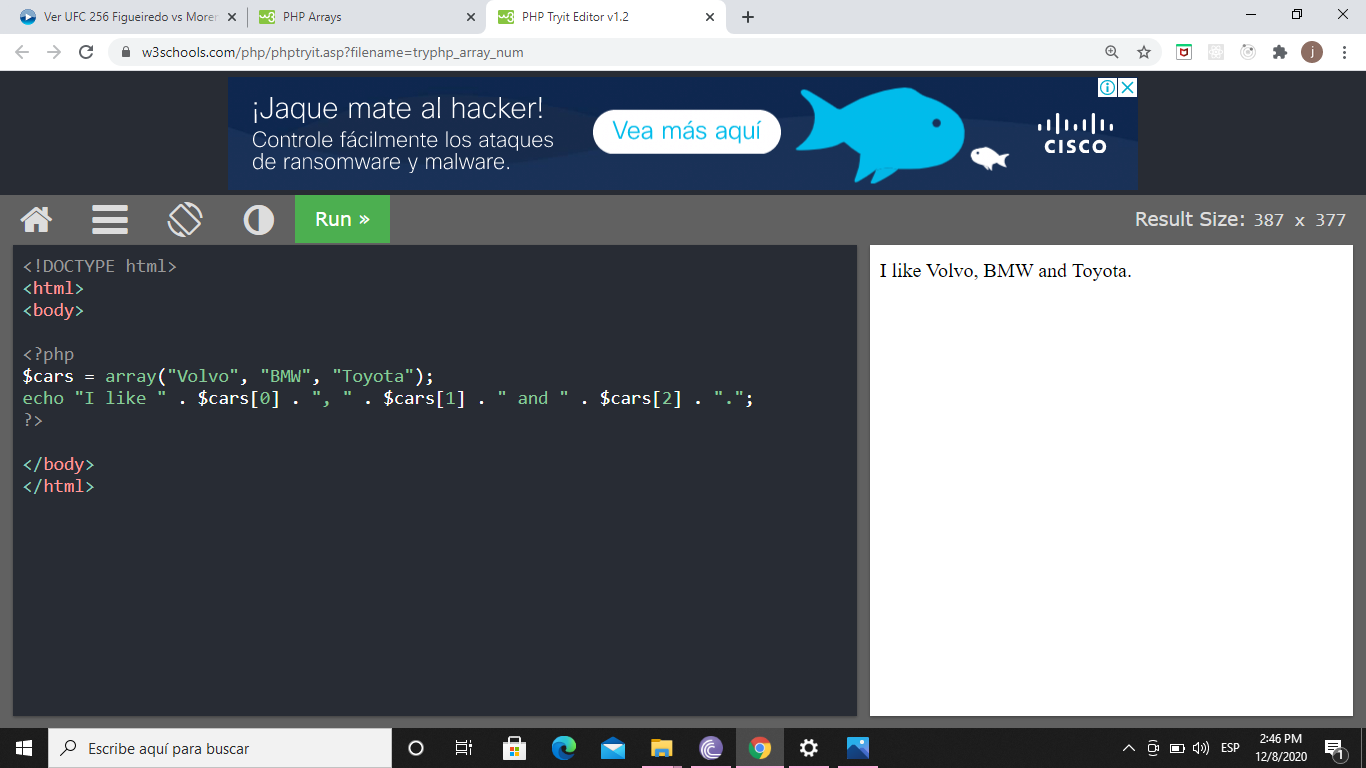 Ver UFC 256 Figueiredo vs Moren
PHP Arrays
PHP Tryit Editor v1.2
w3schools.com/php/phptryit.asp?filename=tryphp_array_num
j
¡Jaque mate al hacker!
Controle fácilmente los ataques
de ransomware y malware.
Vea más aquí
CISCO
Run »
Result Size: 387 x 377
<!DOCTYPE html>
<html>
<body>
<?php
$cars = array("Volvo", "BMW", "Toyota");
echo "I like " . $cars[0] . ", " . $cars[1] . " and " . $cars[2] . ".";
?>
</body>
</html>
I like Volvo, BMW and Toyota.
Escribe aquí para buscar
ESP
2:46 PM
12/8/2020
1